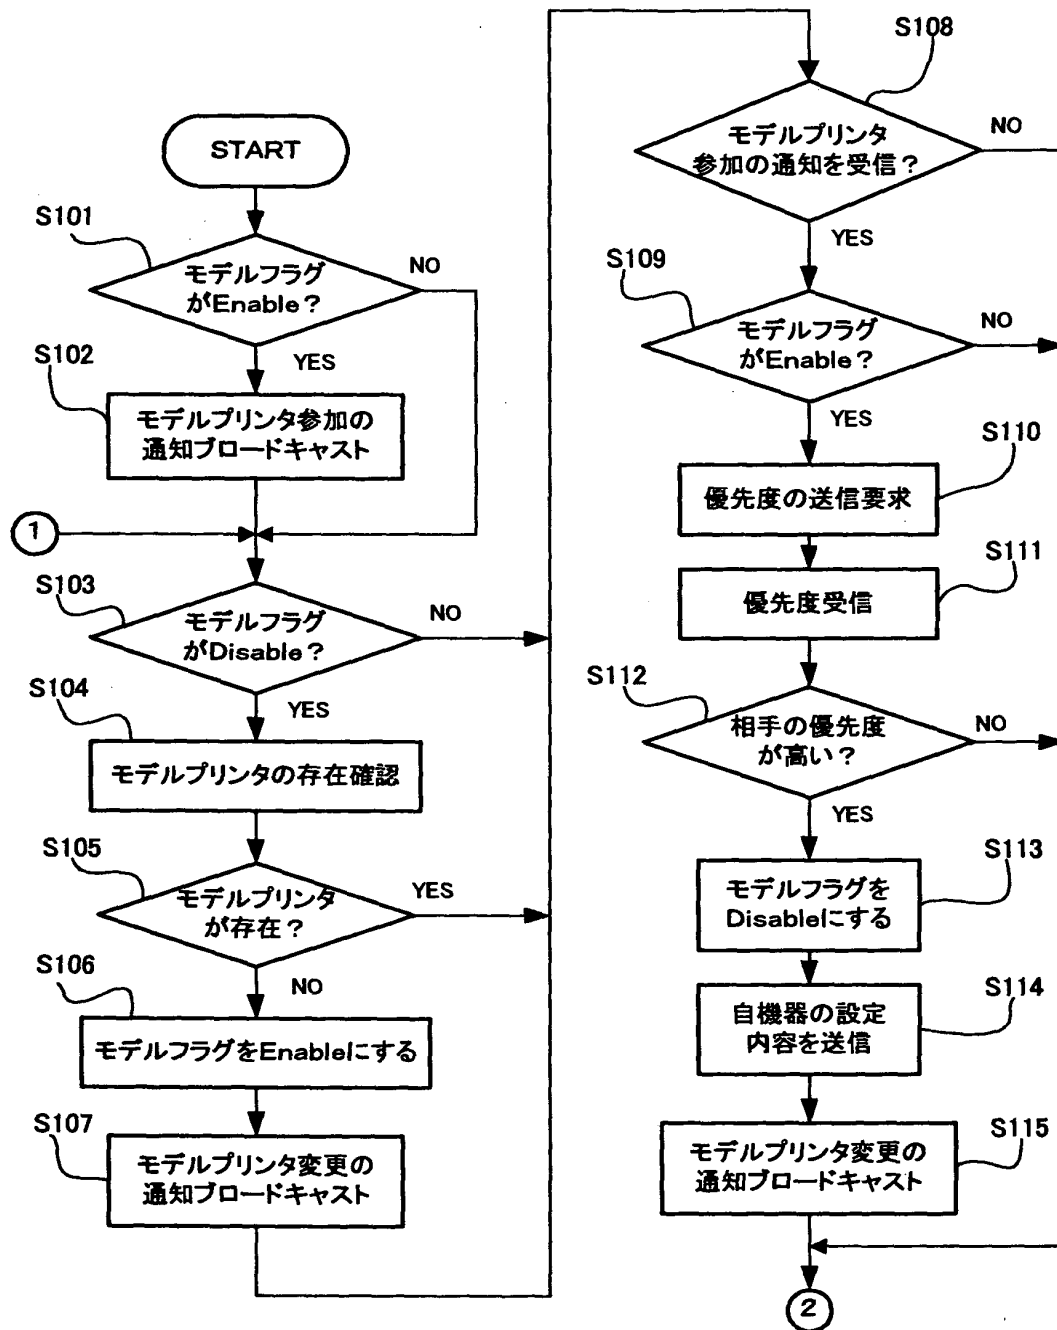 START
S101
モデルフラグ
がEnable?
NO
YES
S102
モデルプリンタ参加の
通知ブロードキャスト
1
S103
モデルフラグ
がDisable?
NO
YES
S104
モデルプリンタの存在確認
S105
モデルプリンタ
が存在?
YES
NO
S106
モデルフラグをEnableにする
S107
モデルプリンタ変更の
通知ブロードキャスト
S108
モデルプリンタ
参加の通知を受信?
NO
YES
S109
モデルフラグ
がEnable?
NO
YES
S110
優先度の送信要求
S111
優先度受信
S112
相手の優先度
が高い?
NO
YES
S113
モデルフラグを
Disableにする
S114
自機器の設定
内容を送信
S115
モデルプリンタ変更の
通知ブロードキャスト
2